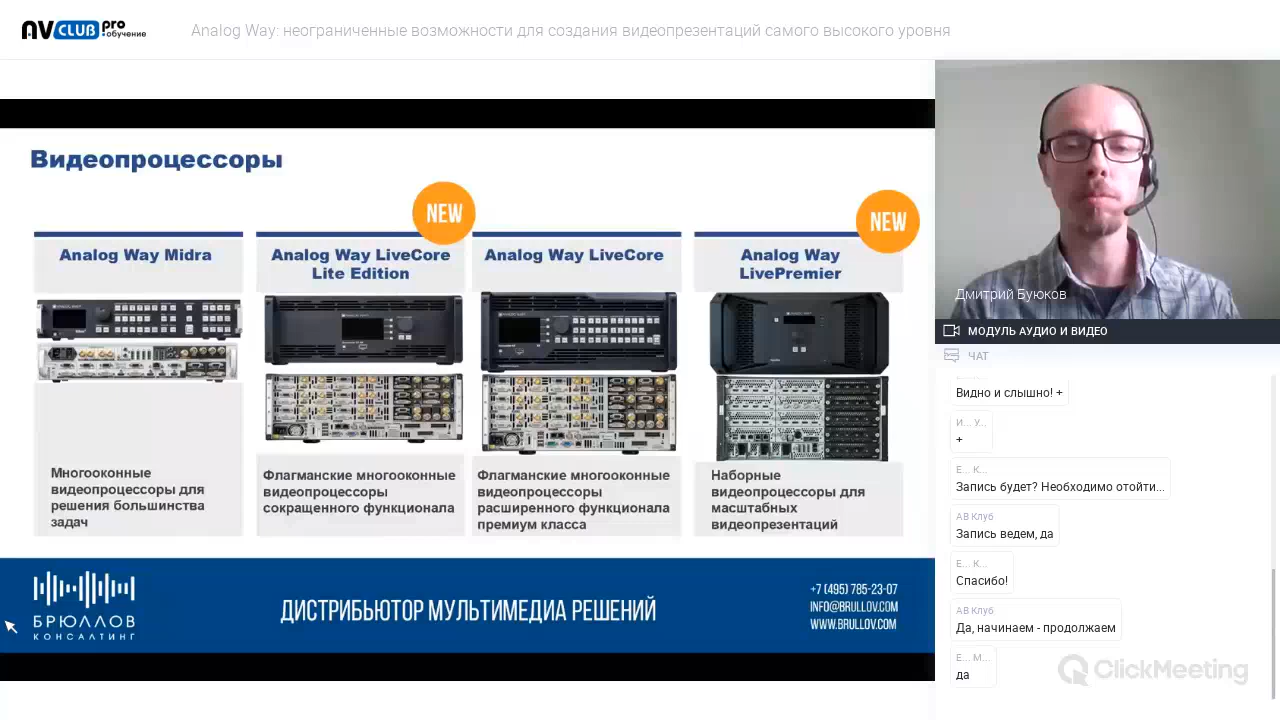 AV CLUB pro
•обучение
Analog Way: неограниченные возможности для создания видеопрезентаций самого высокого уровня
Видеопроцессоры
NEW
NEW
Analog Way Midra
Analog Way LiveCore
Lite Edition
Analog Way LiveCore
Analog Way
LivePremier
Многооконные
видеопроцессоры для
решения большинства
задач
Флагманские многооконные
видеопроцессоры
сокращенного функционала
Флагманские многооконные
видеопроцессоры
расширенного функционала
премиум класса
Наборные
видеопроцессоры для
масштабных
видеопрезентаций
БРЮЛЛОВ
КОНСАЛТИНГ
ДИСТРИБЬЮТОР МУЛЬТИМЕДИА РЕШЕНИЙ
+7 (495) 785-23-07
INFO@BRULLOV.COM
WWW.BRULLOV.COM
Дмитрий Буюков
МОДУЛЬ АУДИО И ВИДЕО
ЧАТ
Видно и слышно! +
И... У...
+
Е... К...
Запись будет? Необходимо отойти...
АВ Клуб
Запись ведем, да
Е... К...
Спасибо!
АВ Клуб
Да, начинаем - продолжаем
Е... М...
да
ClickMeeting